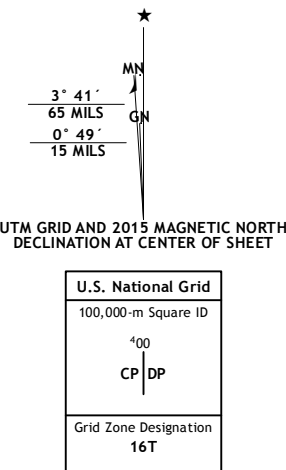 MN
3° 41´
65 MILS
GN
0° 49´
15 MILS
UTM GRID AND 2015 MAGNETIC NORTH
DECLINATION AT CENTER OF SHEET
U.S. National Grid
100,000-m Square ID
⁴00
CP DP
Grid Zone Designation
16T